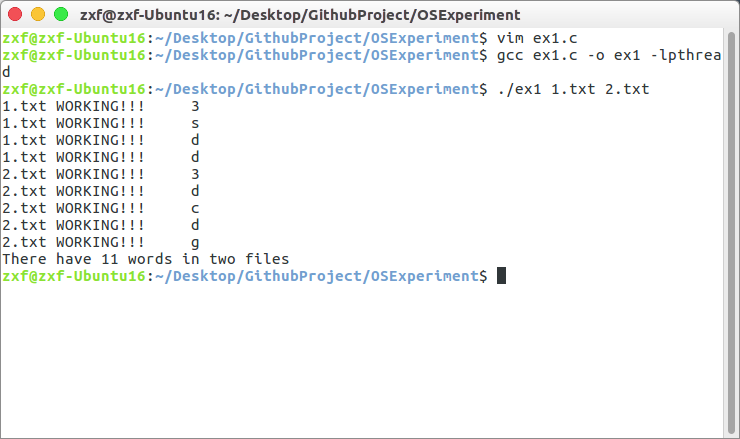 zxf@zxf-Ubuntu16: ~/Desktop/GithubProject/OSExperiment
zxf@zxf-Ubuntu16:~/Desktop/GithubProject/OSExperiment$ vim ex1.c
zxf@zxf-Ubuntu16:~/Desktop/GithubProject/OSExperiment$ gcc ex1.c -o ex1 -lpthrea
d
zxf@zxf-Ubuntu16:~/Desktop/GithubProject/OSExperiment$ ./ex1 1.txt 2.txt
1.txt WORKING!!!     3
1.txt WORKING!!!     s
1.txt WORKING!!!     d
1.txt WORKING!!!     d
2.txt WORKING!!!     3
2.txt WORKING!!!     d
2.txt WORKING!!!     c
2.txt WORKING!!!     d
2.txt WORKING!!!     g
There have 11 words in two files
zxf@zxf-Ubuntu16:~/Desktop/GithubProject/OSExperiment$